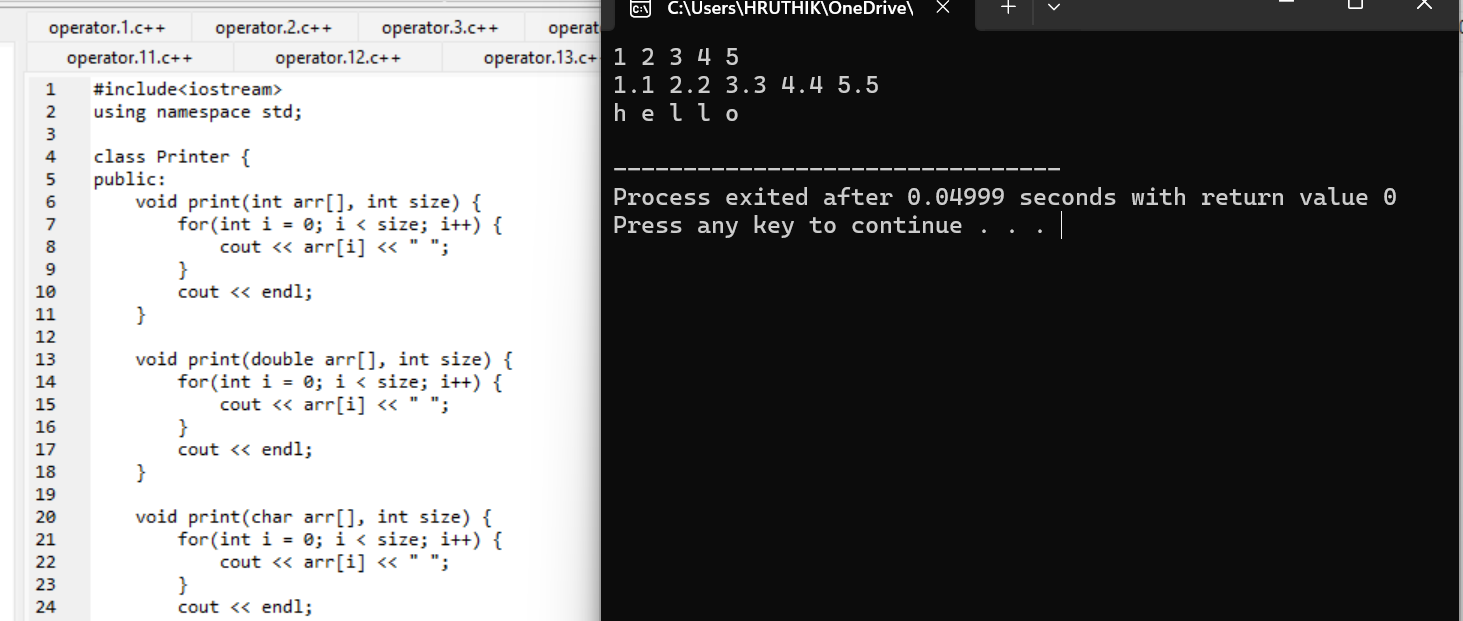 operator.1.c++ operator.2.c++ operator.3.c++
operator.11.c++ operator.12.c++ operator.13.c+
1 #include<iostream>
2 using namespace std;
3
4 class Printer {
5 public:
6 void print(int arr[], int size) {
7 for(int i = 0; i < size; i++) {
8 cout << arr[i] << " ";
9 }
10 cout << endl;
11 }
12
13 void print(double arr[], int size) {
14 for(int i = 0; i < size; i++) {
15 cout << arr[i] << " ";
16 }
17 cout << endl;
18 }
19
20 void print(char arr[], int size) {
21 for(int i = 0; i < size; i++) {
22 cout << arr[i] << " ";
23 }
24 cout << endl;
C:\Users\HRUTHIK\OneDrive\
1 2 3 4 5
1.1 2.2 3.3 4.4 5.5
h e l l o
--------------------------------
Process exited after 0.04999 seconds with return value 0
Press any key to continue . . .